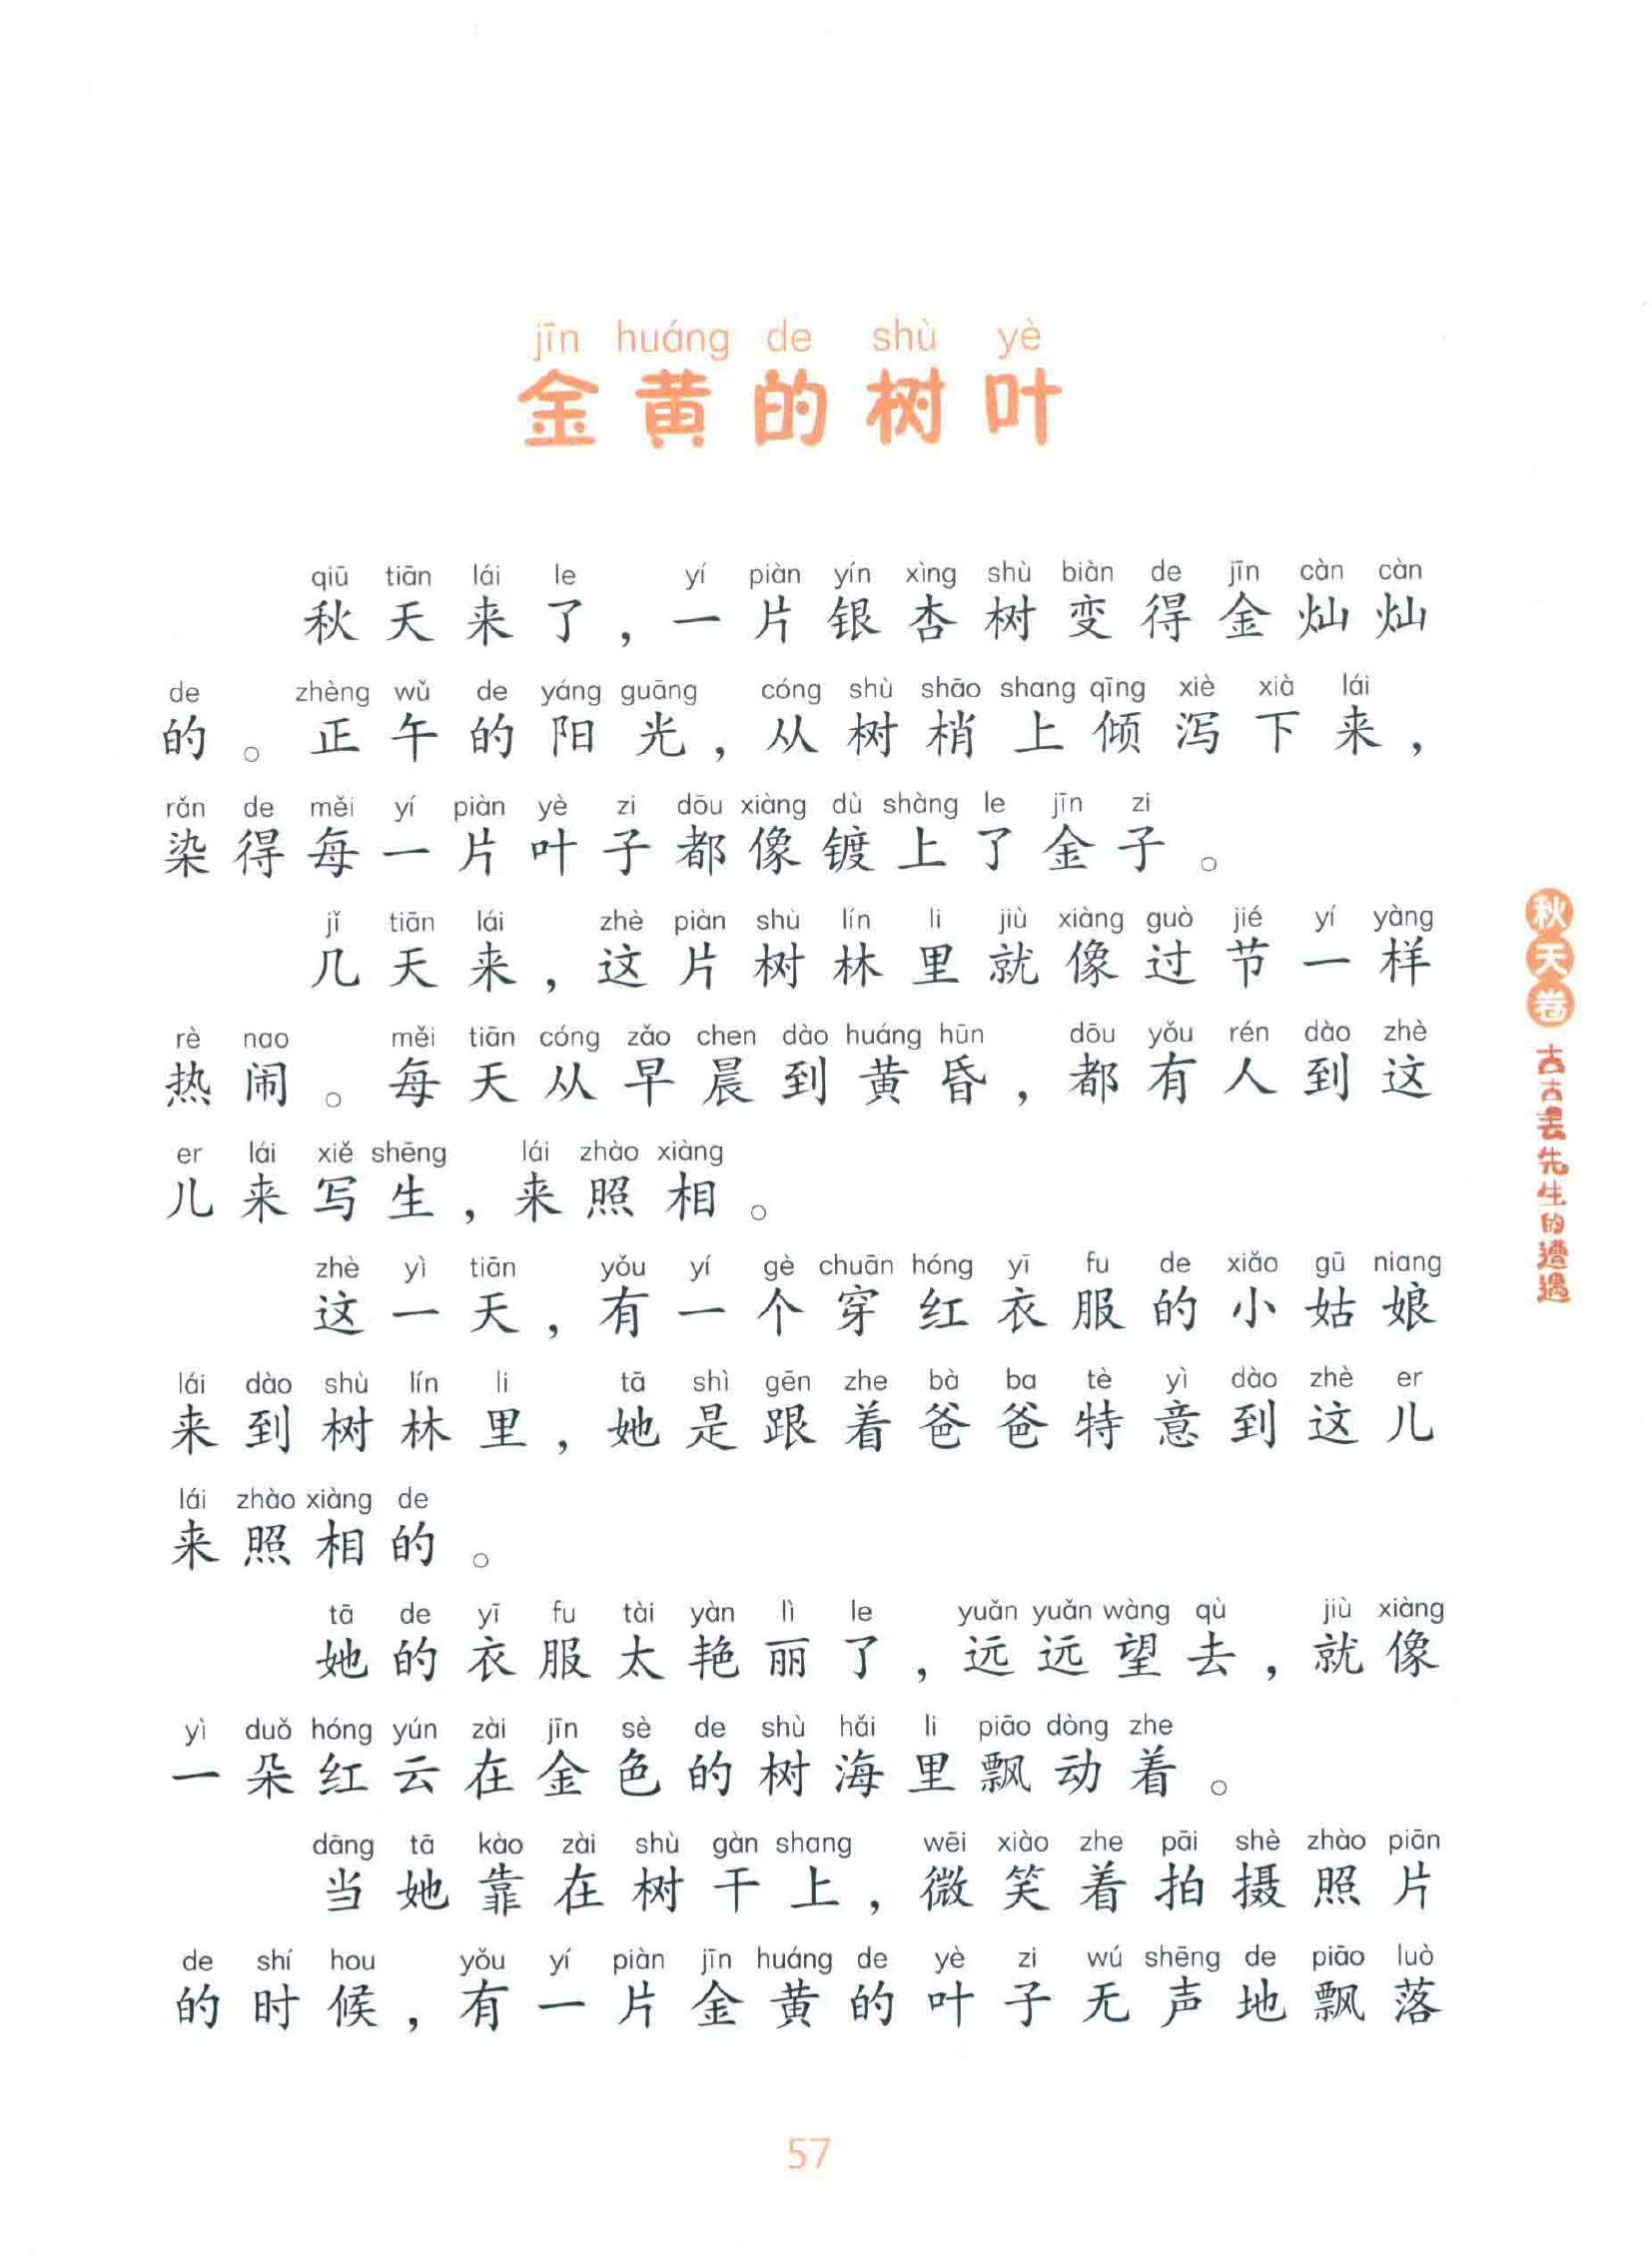 jīn huáng de shù yè
金黄的树叶
qiū tiān lái le yí piàn yín xìng shù biàn de jīn càn càn
秋天来了，一片银杏树变得金灿灿
de zhèng wǔ de yáng guāng cóng shù shāo shang qīng xiè xià lái
的。正午的阳光，从树梢上倾泻下来，
rǎn de měi yí piàn yè zi dōu xiàng dù shàng le jīn zi
染得每一片叶子都像镀上了金子。
jǐ tiān lái zhè piàn shù lín li jiù xiàng guò jié yí yàng
几天来，这片树林里就像过节一样
rè nao měi tiān cóng zǎo chen dào huáng hūn dōu yǒu rén dào zhè
热闹。每天从早晨到黄昏，都有人到这
er lái xiě shēng lái zhào xiàng
儿来写生，来照相。
zhè yì tiān yǒu yí gè chuān hóng yī fu de xiǎo gū niang
这一天，有一个穿红衣服的小姑娘
lái dào shù lín li tā shì gēn zhe bà ba tè yì dào zhè er
来到树林里，她是跟着爸爸特意到这儿
lái zhào xiàng de
来照相的。
tā de yī fu tài yàn lì le yuǎn yuǎn wàng qù jiù xiàng
她的衣服太艳丽了，远远望去，就像
yì duǒ hóng yún zài jīn sè de shù hǎi li piāo dòng zhe
一朵红云在金色的树海里飘动着。
dāng tā kào zài shù gàn shang wēi xiào zhe pāi shè zhào piān
当她靠在树干上，微笑着拍摄照片
de shí hou yǒu yí piàn jīn huáng de yè zi wú shēng de piāo luò
的时候，有一片金黄的叶子无声地飘落
秋天卷 古古丢先生的遭遇
57